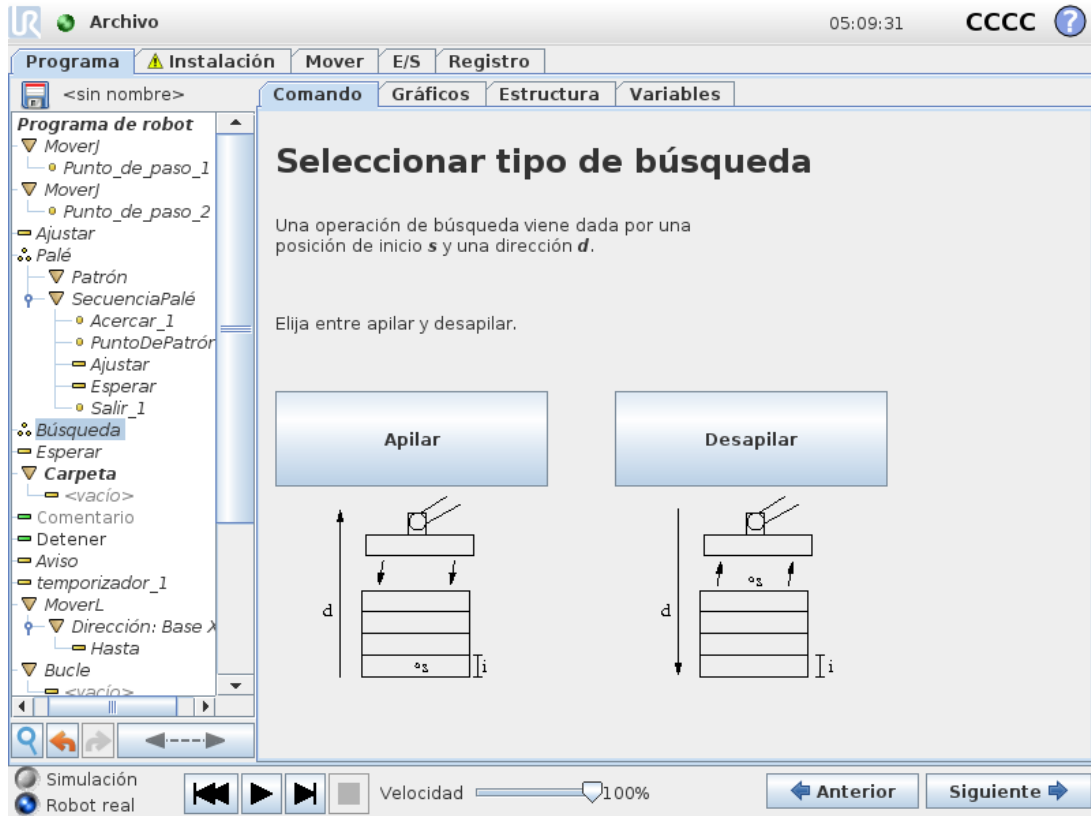 UR
Archivo
05:09:31
CCCC
?
Programa
Instalación
Mover
E/S
Registro
<sin nombre>
Comando
Gráficos
Estructura
Variables
Programa de robot
MoverJ
Punto_de_paso_1
MoverJ
Punto_de_paso_2
Ajustar
Palé
Patrón
SecuenciaPalé
Acercar_1
PuntoDePatrór
Ajustar
Esperar
Salir_1
Búsqueda
Esperar
Carpeta
<vacío>
Comentario
Detener
Aviso
temporizador_1
MoverL
Dirección: Base X
Hasta
Bucle
<vacío>
Seleccionar tipo de búsqueda
Una operación de búsqueda viene dada por una
posición de inicio s y una dirección d.
Elija entre apilar y desapilar.
Apilar
Desapilar
d
s
i
d
s
i
Simulación
Robot real
Velocidad
100%
Anterior
Siguiente